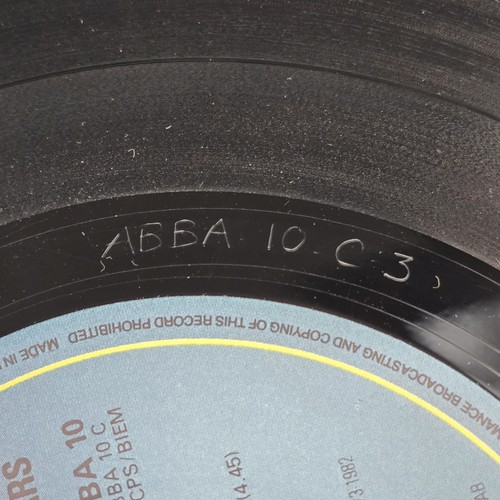 ABBA 10 C 3
MANCE BROADCASTING AND COPYING OF THIS RECORD PROHIBITED MADE IN
RS
BA 10
BBA 10 C
CPS/BIEM
(4.45)
1982